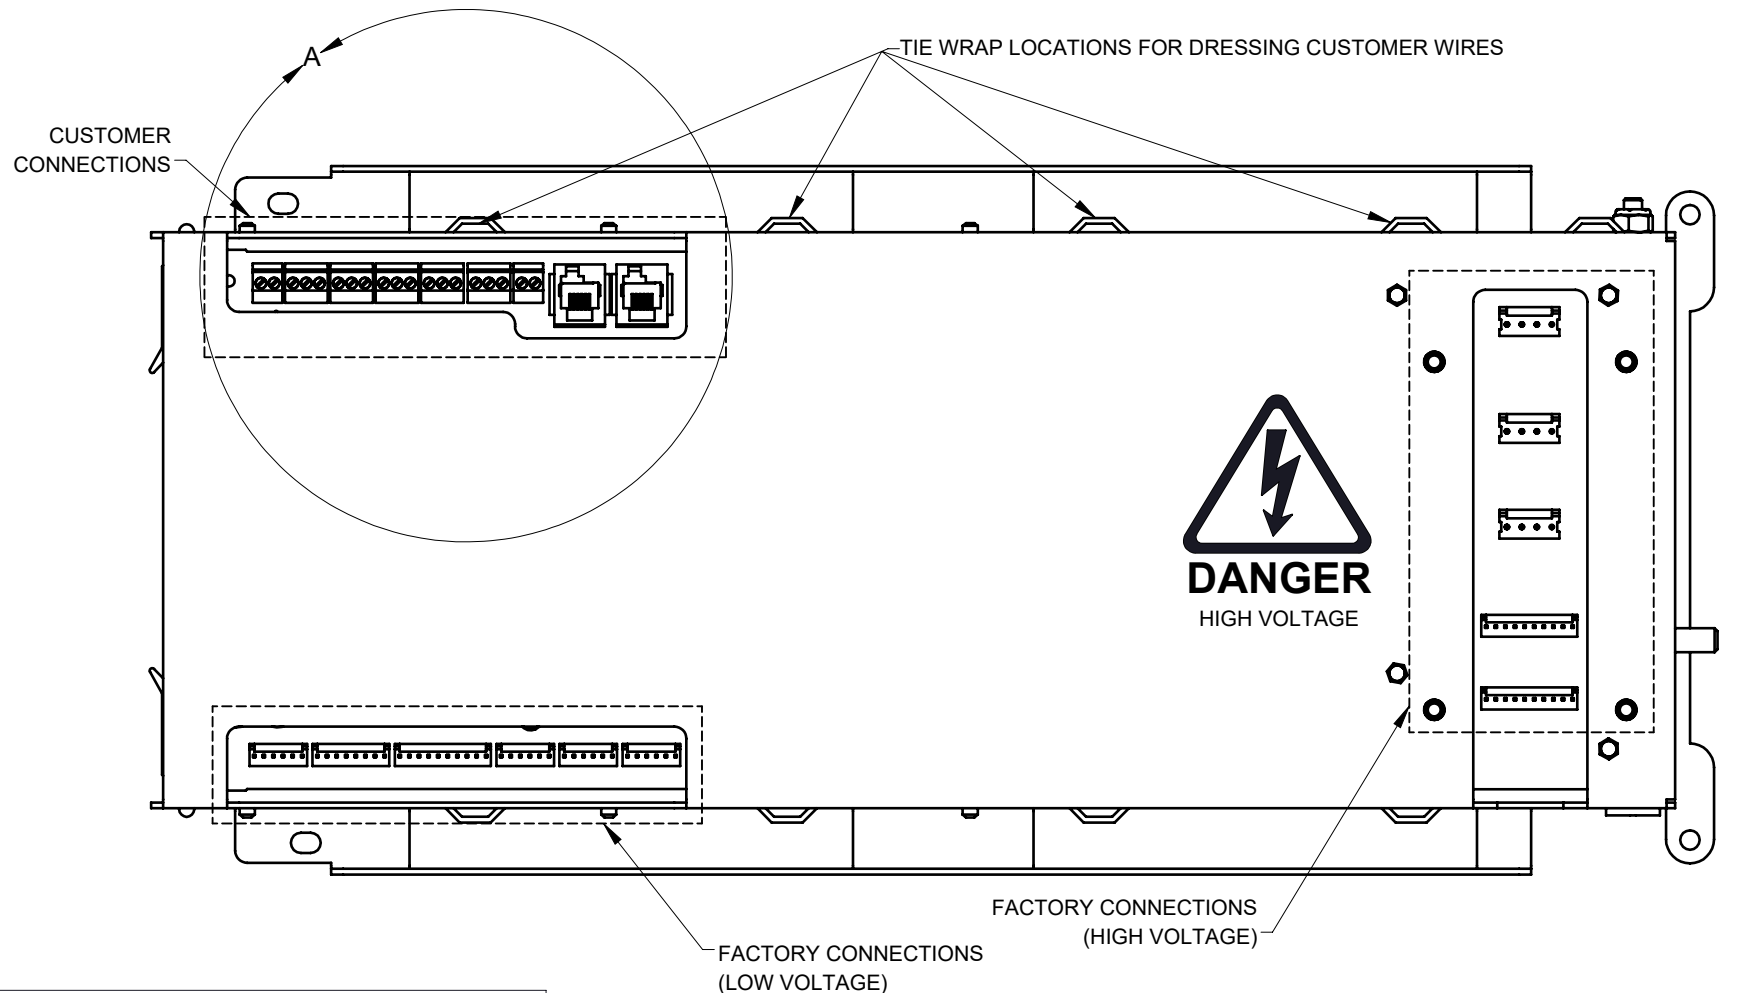 A
TIE WRAP LOCATIONS FOR DRESSING CUSTOMER WIRES
CUSTOMER
CONNECTIONS
DANGER
HIGH VOLTAGE
FACTORY CONNECTIONS
(HIGH VOLTAGE)
FACTORY CONNECTIONS
(LOW VOLTAGE)